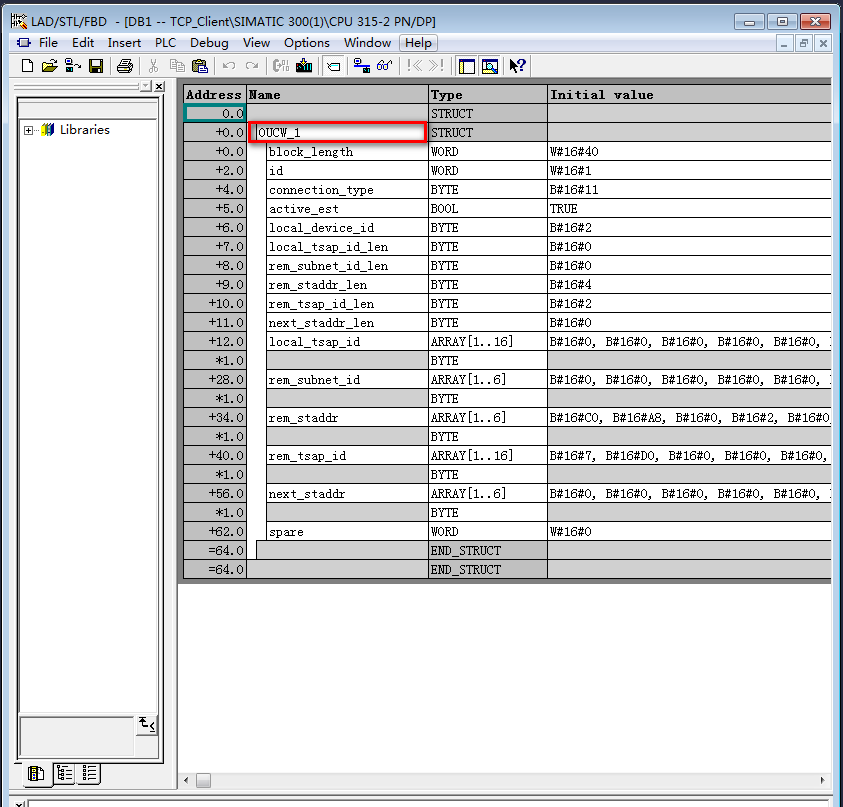 LAD/STL/FBD - [DB1 -- TCP_Client\SIMATIC 300(1)\CPU 315-2 PN/DP]
File Edit Insert PLC Debug View Options Window Help
Libraries
Address Name Type Initial value
0.0 STRUCT
+0.0 OUCW_1 STRUCT
+0.0 block_length WORD W#16#40
+2.0 id WORD W#16#1
+4.0 connection_type BYTE B#16#11
+5.0 active_est BOOL TRUE
+6.0 local_device_id BYTE B#16#2
+7.0 local_tsap_id_len BYTE B#16#0
+8.0 rem_subnet_id_len BYTE B#16#0
+9.0 rem_staddr_len BYTE B#16#4
+10.0 rem_tsap_id_len BYTE B#16#2
+11.0 next_staddr_len BYTE B#16#0
+12.0 local_tsap_id ARRAY[1..16] B#16#0, B#16#0, B#16#0, B#16#0, B#16#0,
*1.0 BYTE
+28.0 rem_subnet_id ARRAY[1..6] B#16#0, B#16#0, B#16#0, B#16#0, B#16#0,
*1.0 BYTE
+34.0 rem_staddr ARRAY[1..6] B#16#C0, B#16#A8, B#16#0, B#16#2, B#16#0
*1.0 BYTE
+40.0 rem_tsap_id ARRAY[1..16] B#16#7, B#16#D0, B#16#0, B#16#0, B#16#0,
*1.0 BYTE
+56.0 next_staddr ARRAY[1..6] B#16#0, B#16#0, B#16#0, B#16#0, B#16#0,
*1.0 BYTE
+62.0 spare WORD W#16#0
=64.0 END_STRUCT
=64.0 END_STRUCT